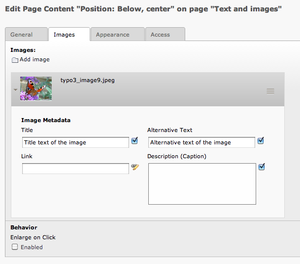 Edit Page Content "Position: Below, center" on page "Text and images"
General Images Appearance Access
Images:
Add image
typo3_image9.jpeg
Image Metadata
Title Alternative Text
Title text of the image Alternative text of the image
Link Description (Caption)
Behavior
Enlarge on Click
Enabled